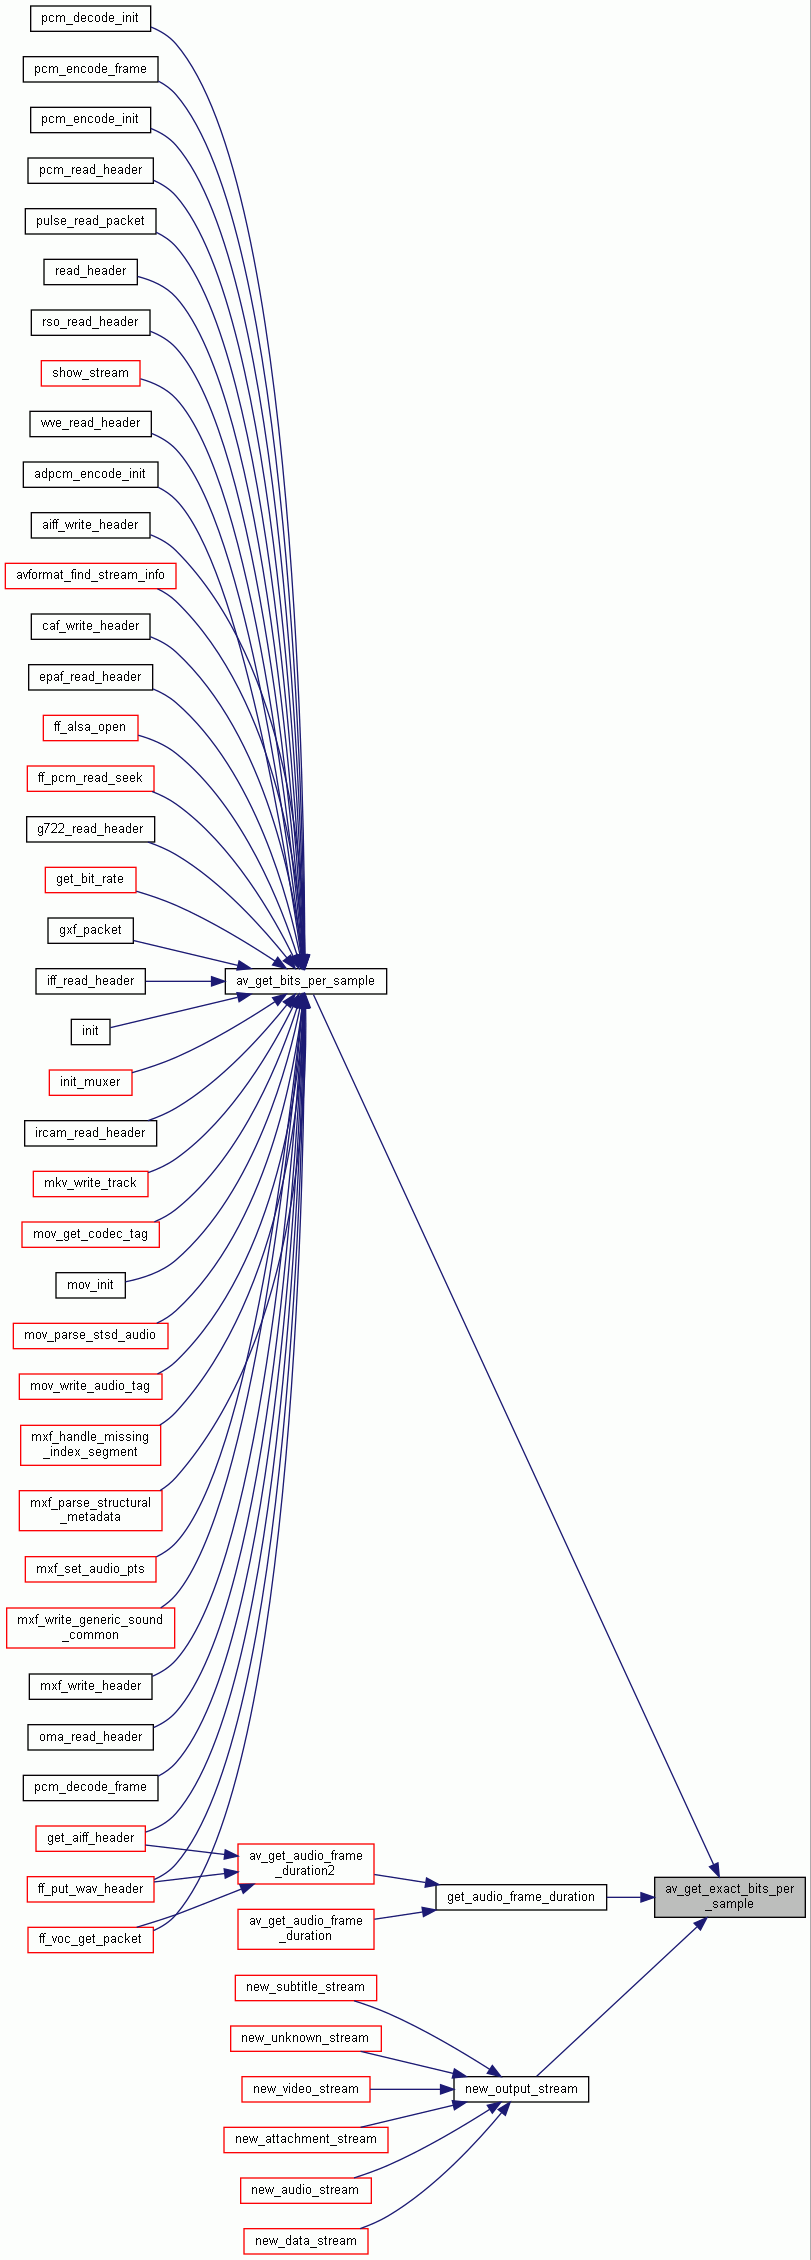 pcm_decode_init
pcm_encode_frame
pcm_encode_init
pcm_read_header
pulse_read_packet
read_header
rso_read_header
show_stream
wve_read_header
adpcm_encode_init
aiff_write_header
avformat_find_stream_info
caf_write_header
epaf_read_header
ff_alsa_open
ff_pcm_read_seek
g722_read_header
get_bit_rate
gxf_packet
iff_read_header
av_get_bits_per_sample
init
init_muxer
ircam_read_header
mkv_write_track
mov_get_codec_tag
mov_init
mov_parse_stsd_audio
mov_write_audio_tag
mxf_handle_missing
_index_segment
mxf_parse_structural
_metadata
mxf_set_audio_pts
mxf_write_generic_sound
_common
mxf_write_header
oma_read_header
pcm_decode_frame
get_aiff_header
ff_put_wav_header
ff_voc_get_packet
av_get_audio_frame
_duration2
av_get_audio_frame
_duration
get_audio_frame_duration
av_get_exact_bits_per
_sample
new_subtitle_stream
new_unknown_stream
new_video_stream
new_output_stream
new_attachment_stream
new_audio_stream
new_data_stream